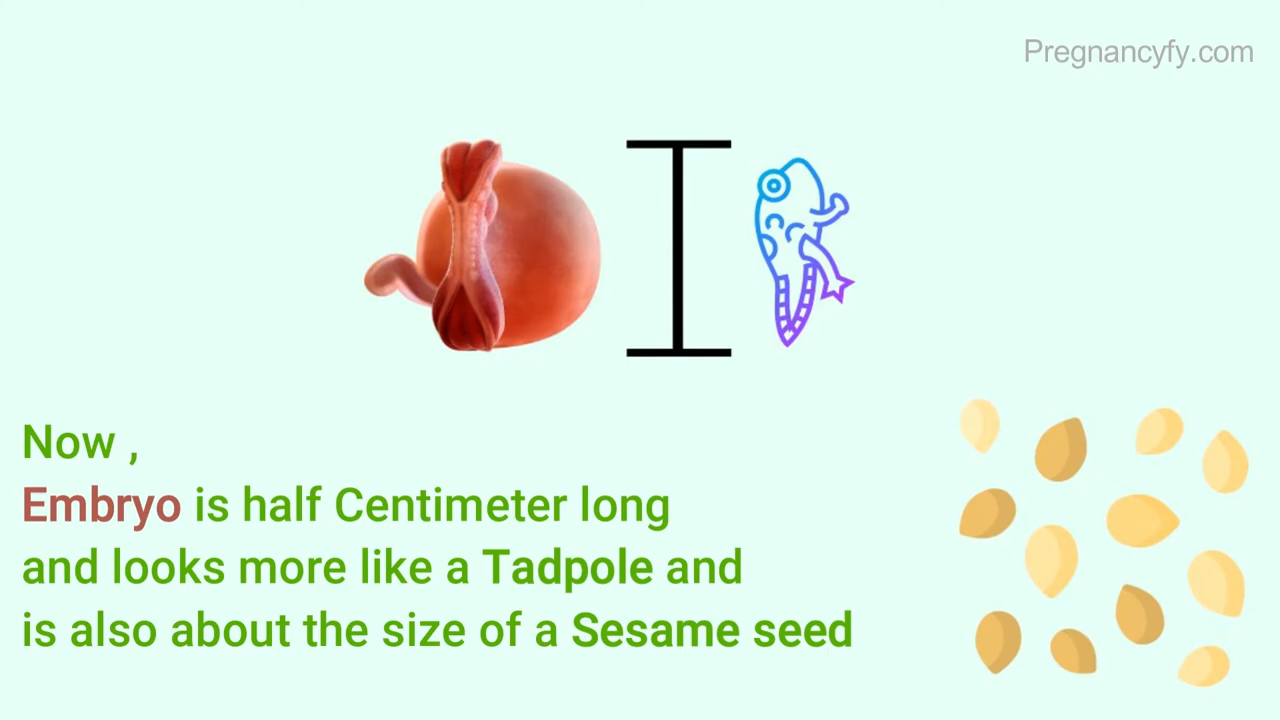 Pregnancyfy.com
Now ,
Embryo is half Centimeter long
and looks more like a Tadpole and
is also about the size of a Sesame seed